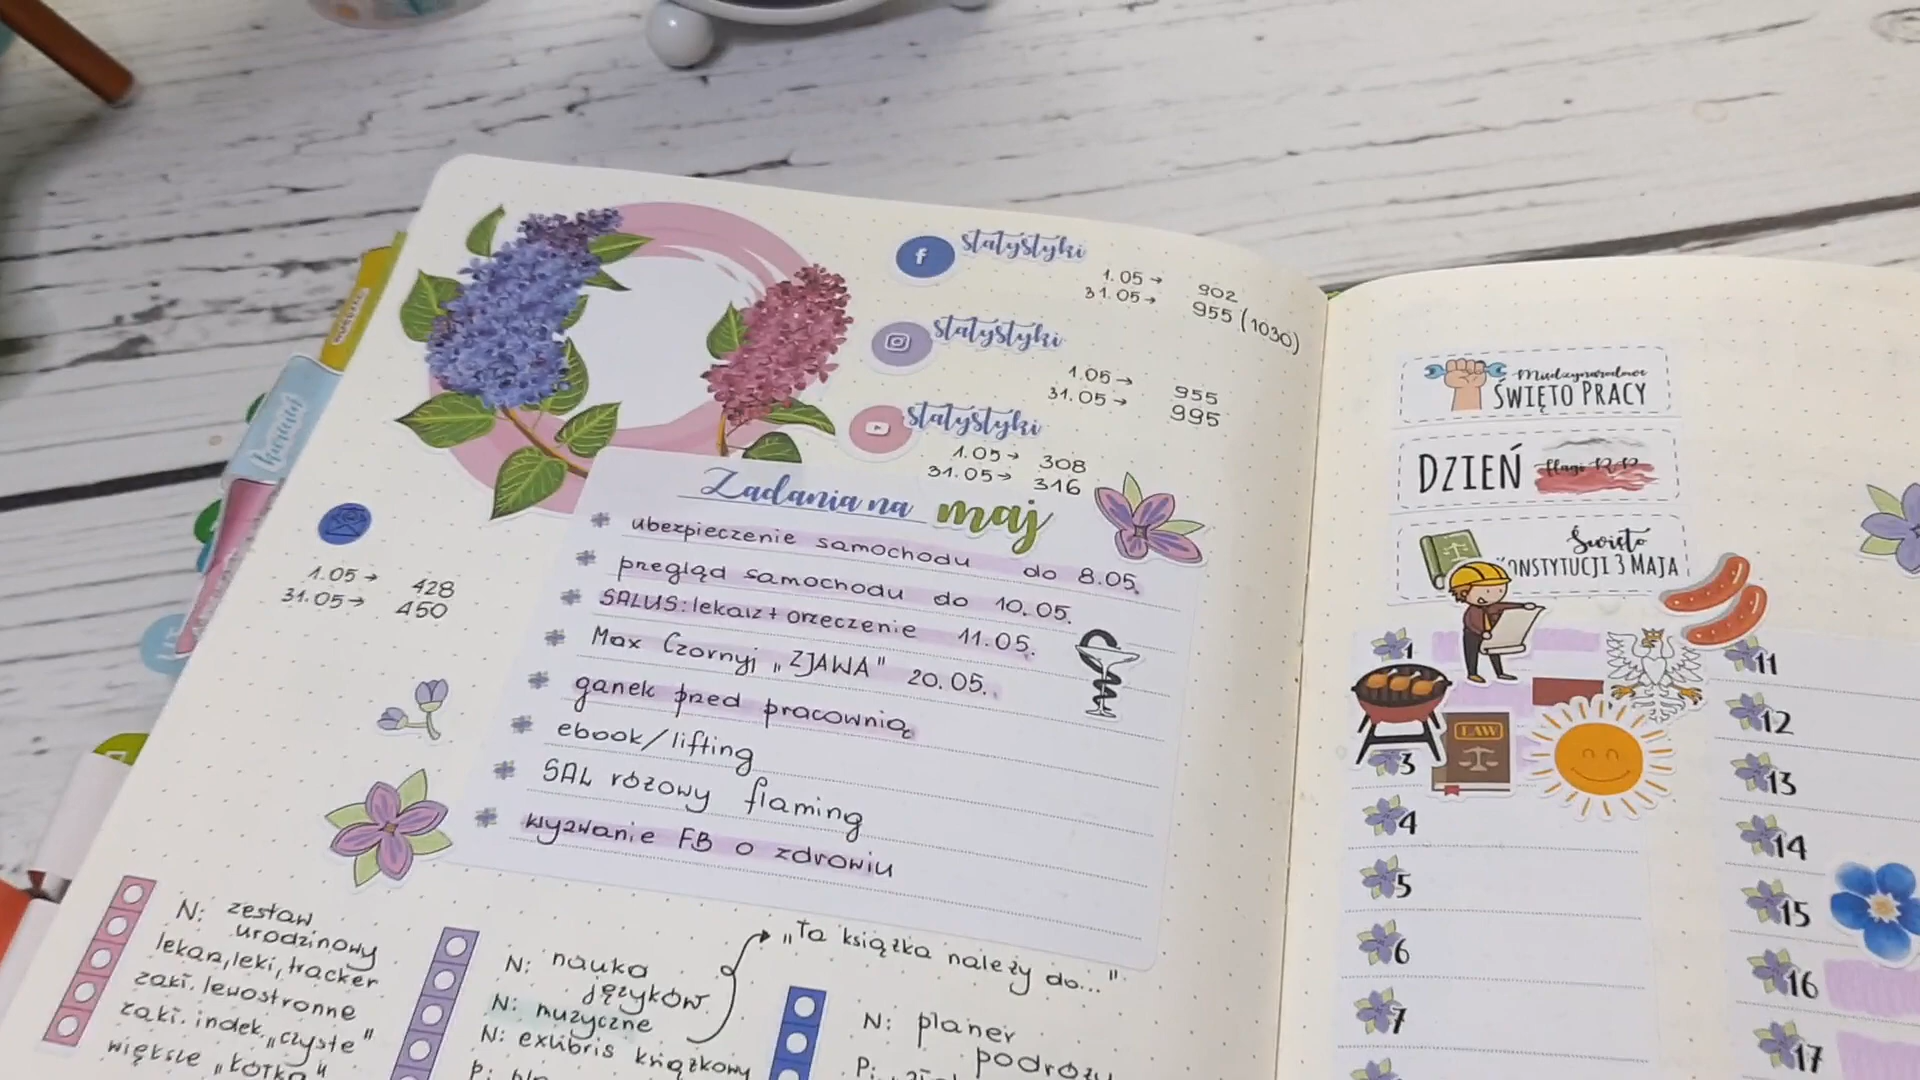 statystyki
1.05→ 902
31.05→ 955 (1030)
statystyki
1.05→ 955
31.05→ 995
statystyki
1.05→ 308
31.05→ 316
1.05→ 428
31.05→ 450
Zadania na maj
ubezpieczenie samochodu do 8.05.
pregląd samochodu do 10.05.
SALUS: lekarz + orzeczenie 11.05.
Max Czornyj „ZJAWA" 20.05.
ganek przed pracownią
ebook/lifting
SAL różowy flaming
wyzwanie FB o zdrowiu
N: zestaw
urodzinowy
lekarz, leki, tracker
zakł. lewostronne
zakł. indek. „czyste"
większe
N: nauka
języków
N: muzyczne
N: exlibris książkowy
„Ta książka należy do..."
N: planer
podróży
P:
Międzynarodowe
ŚWIĘTO PRACY
DZIEŃ flagi RP
Święto
KONSTYTUCJI 3 MAJA
LAW
1
3
4
5
6
7
11
12
13
14
15
16
17